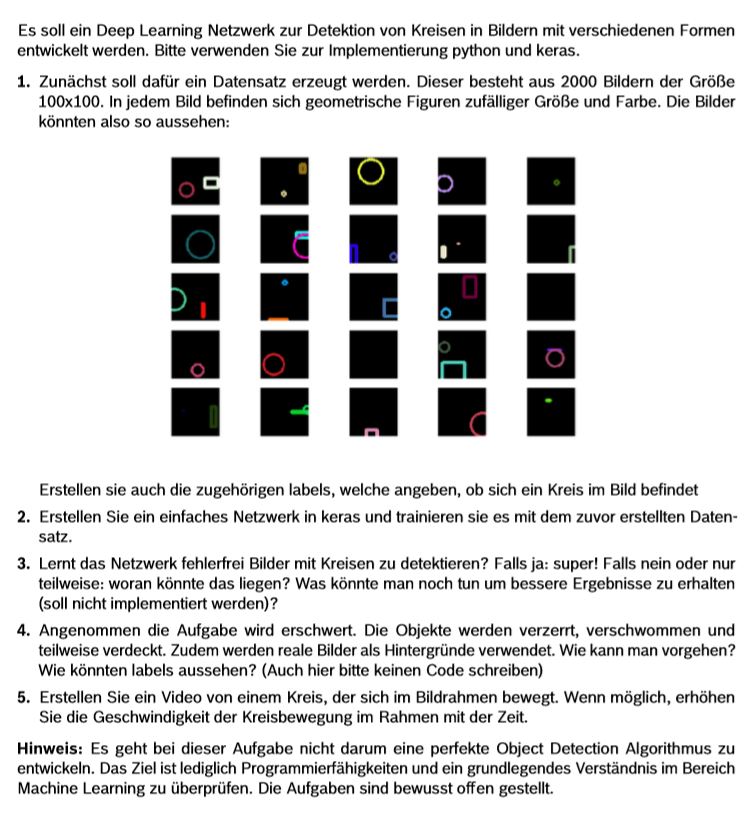 Es soll ein Deep Learning Netzwerk zur Detektion von Kreisen in Bildern mit verschiedenen Formen
entwickelt werden. Bitte verwenden Sie zur Implementierung python und keras.
1. Zunächst soll dafür ein Datensatz erzeugt werden. Dieser besteht aus 2000 Bildern der Größe
100x100. In jedem Bild befinden sich geometrische Figuren zufälliger Größe und Farbe. Die Bilder
könnten also so aussehen:
Erstellen sie auch die zugehörigen labels, welche angeben, ob sich ein Kreis im Bild befindet
2. Erstellen Sie ein einfaches Netzwerk in keras und trainieren sie es mit dem zuvor erstellten Daten-
satz.
3. Lernt das Netzwerk fehlerfrei Bilder mit Kreisen zu detektieren? Falls ja: super! Falls nein oder nur
teilweise: woran könnte das liegen? Was könnte man noch tun um bessere Ergebnisse zu erhalten
(soll nicht implementiert werden)?
4. Angenommen die Aufgabe wird erschwert. Die Objekte werden verzerrt, verschwommen und
teilweise verdeckt. Zudem werden reale Bilder als Hintergründe verwendet. Wie kann man vorgehen?
Wie könnten labels aussehen? (Auch hier bitte keinen Code schreiben)
5. Erstellen Sie ein Video von einem Kreis, der sich im Bildrahmen bewegt. Wenn möglich, erhöhen
Sie die Geschwindigkeit der Kreisbewegung im Rahmen mit der Zeit.
Hinweis: Es geht bei dieser Aufgabe nicht darum eine perfekte Object Detection Algorithmus zu
entwickeln. Das Ziel ist lediglich Programmierfähigkeiten und ein grundlegendes Verständnis im Bereich
Machine Learning zu überprüfen. Die Aufgaben sind bewusst offen gestellt.